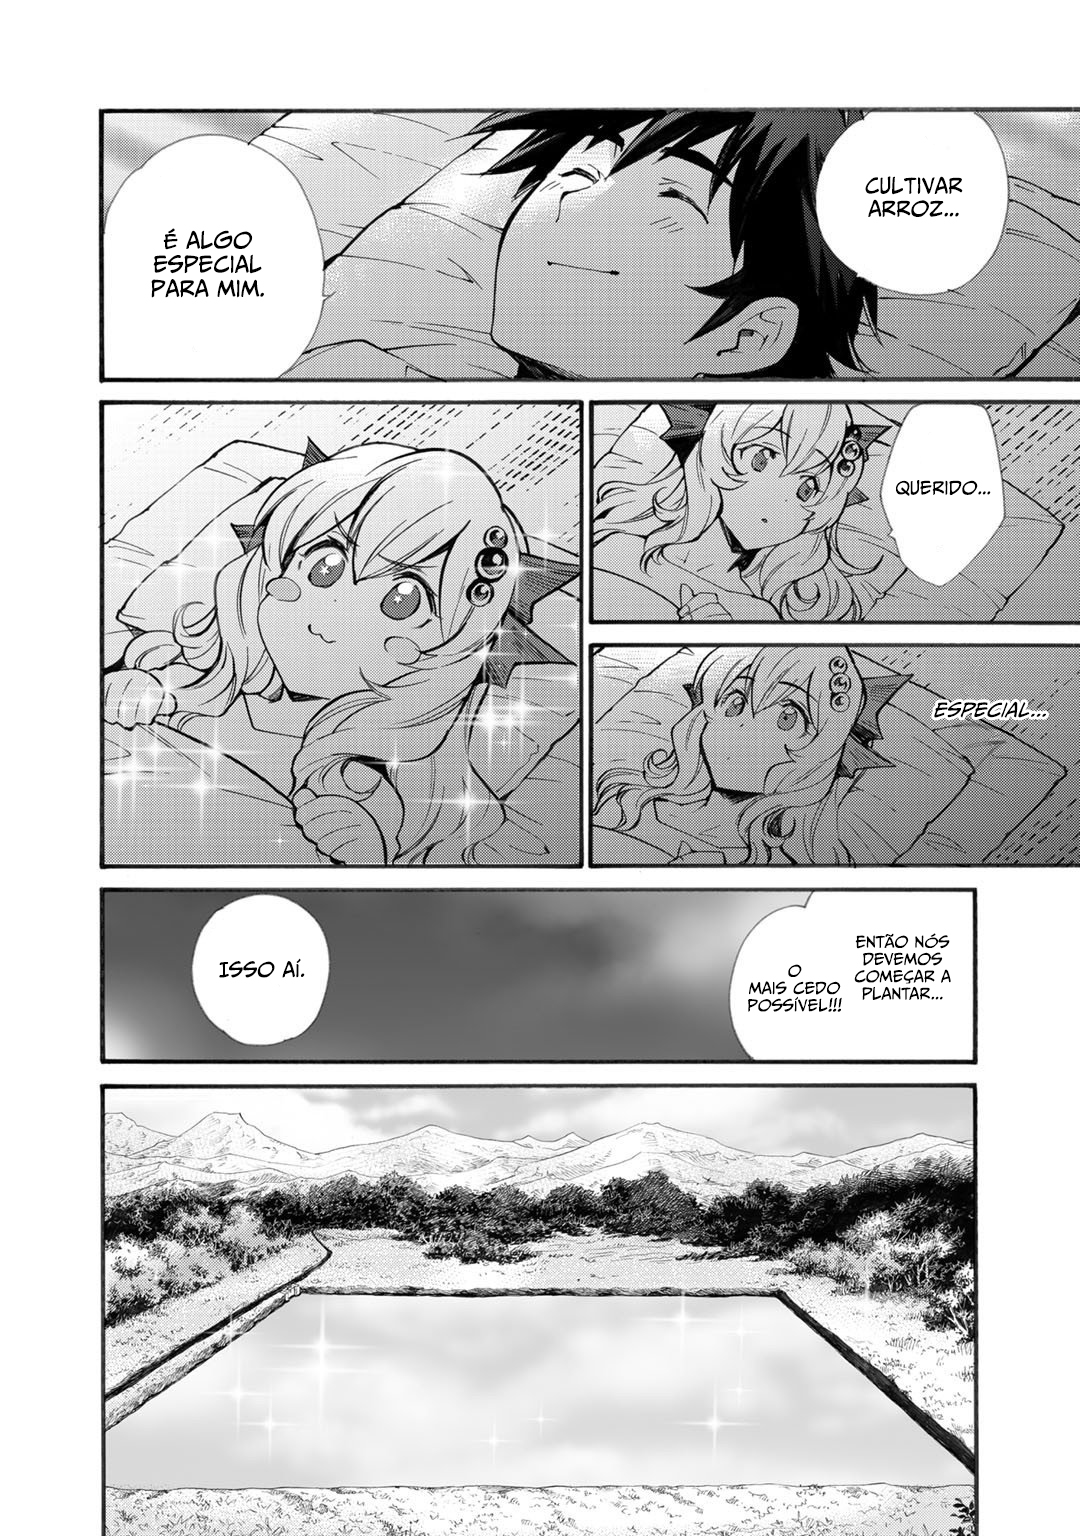 CULTIVAR
ARROZ...
É ALGO
ESPECIAL
PARA MIM.
QUERIDO...
ESPECIAL...
ENTÃO NÓS
DEVEMOS
COMEÇAR A
PLANTAR...
O
MAIS CEDO
POSSÍVEL!!!
ISSO AÍ.